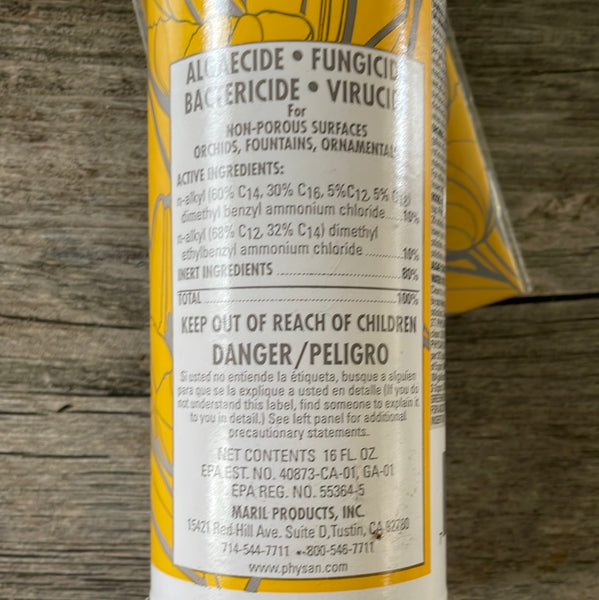 ALGAECIDE • FUNGICID
BACTERICIDE • VIRUCI
For
NON-POROUS SURFACES
ORCHIDS, FOUNTAINS, ORNAMENTAL
ACTIVE INGREDIENTS:
n-alkyl (60% C14, 30% C16, 5%C12, 5% C18)
dimethyl benzyl ammonium chloride....10%
n-alkyl (68% C12, 32% C14) dimethyl
ethylbenzyl ammonium chloride..........10%
INERT INGREDIENTS..........80%
TOTAL..........100%
KEEP OUT OF REACH OF CHILDREN
DANGER/PELIGRO
Si usted no entiende la étiqueta, busque a alguien
para que se la explique a usted en detalle (If you do
not understand this label, find someone to explain it
to you in detail.) See left panel for additional
precautionary statements.
NET CONTENTS 16 FL. OZ.
EPA EST. NO. 40873-CA-01, GA-01
EPA REG. NO. 55364-5
MARIL PRODUCTS, INC.
15421 Red Hill Ave. Suite D, Tustin, CA 92780
714-544-7711 • 800-546-7711
www.physan.com